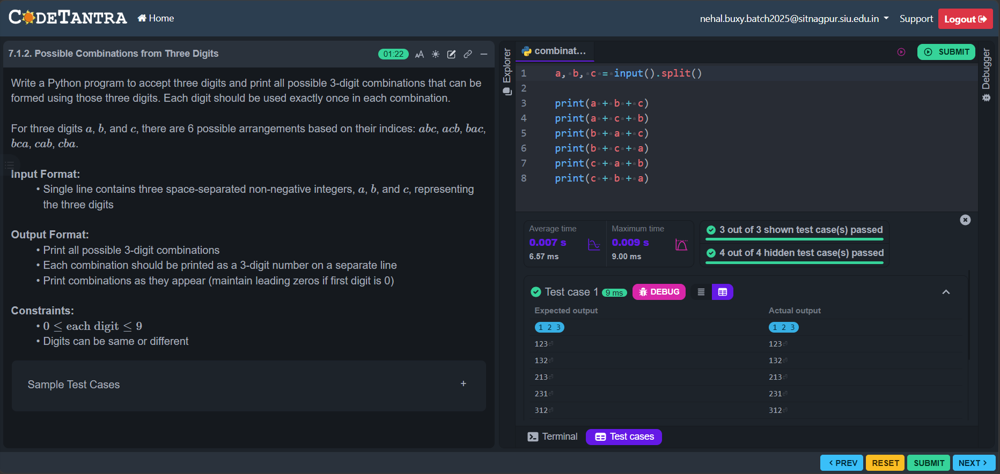 CODETANTRA Home nehal.buxy.batch2025@sitnagpur.siu.edu.in Support Logout
7.1.2. Possible Combinations from Three Digits 01:22
Write a Python program to accept three digits and print all possible 3-digit combinations that can be
formed using those three digits. Each digit should be used exactly once in each combination.
For three digits a, b, and c, there are 6 possible arrangements based on their indices: abc, acb, bac,
bca, cab, cba.
Input Format:
• Single line contains three space-separated non-negative integers, a, b, and c, representing
the three digits
Output Format:
• Print all possible 3-digit combinations
• Each combination should be printed as a 3-digit number on a separate line
• Print combinations as they appear (maintain leading zeros if first digit is 0)
Constraints:
• 0 ≤ each digit ≤ 9
• Digits can be same or different
Sample Test Cases +
Explorer
combinat...
SUBMIT
Debugger
1 a, b, c = input().split()
2
3 print(a + b + c)
4 print(a + c + b)
5 print(b + a + c)
6 print(b + c + a)
7 print(c + a + b)
8 print(c + b + a)
Average time
0.007 s
6.57 ms
Maximum time
0.009 s
9.00 ms
3 out of 3 shown test case(s) passed
4 out of 4 hidden test case(s) passed
Test case 1 9 ms DEBUG
Expected output Actual output
1 2 3 1 2 3
123 123
132 132
213 213
231 231
312 312
Terminal Test cases
< PREV RESET SUBMIT NEXT >